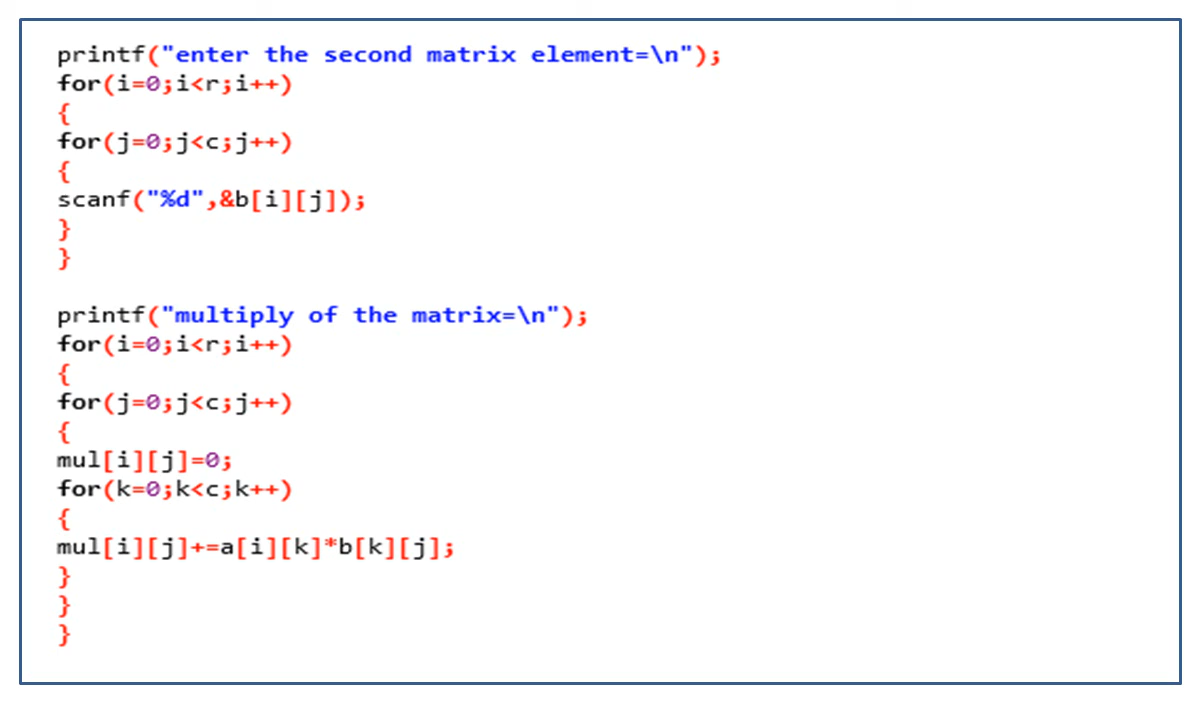 printf("enter the second matrix element=\n");
for(i=0;i<r;i++)
{
for(j=0;j<c;j++)
{
scanf("%d",&b[i][j]);
}
}
printf("multiply of the matrix=\n");
for(i=0;i<r;i++)
{
for(j=0;j<c;j++)
{
mul[i][j]=0;
for(k=0;k<c;k++)
{
mul[i][j]+=a[i][k]*b[k][j];
}
}
}